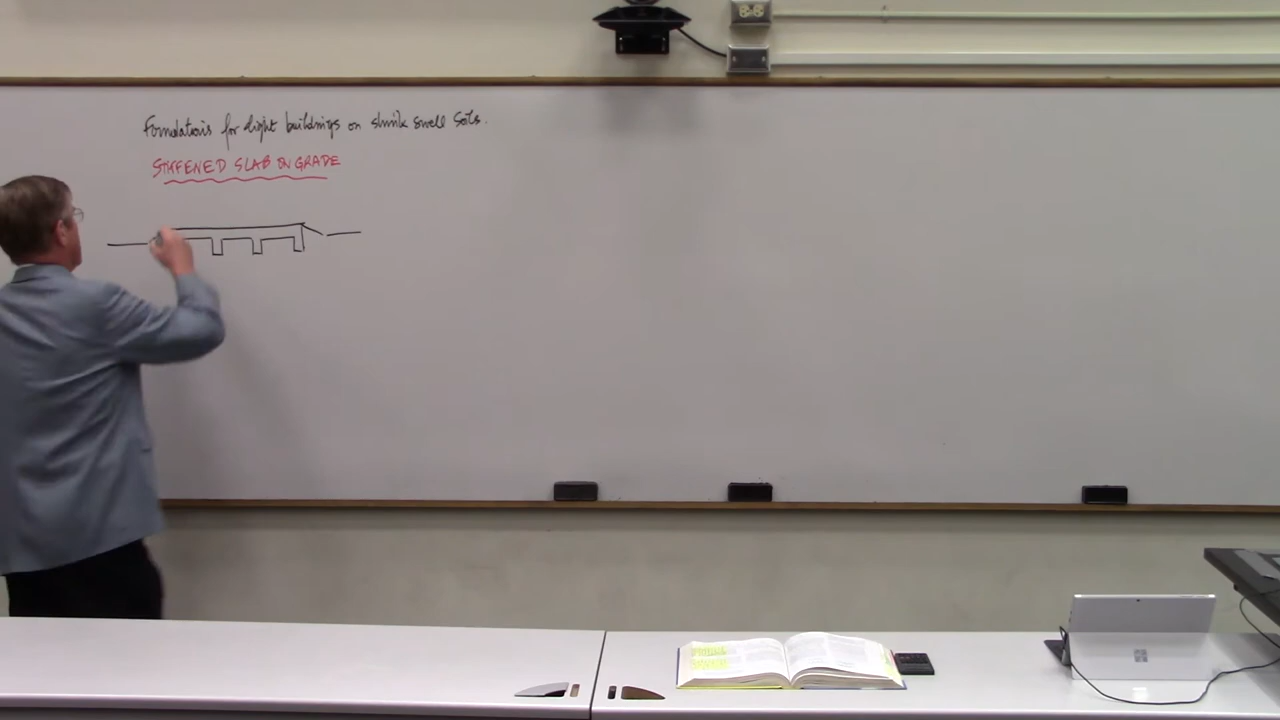 Foundations for light buildings on shrink swell soils.
STIFFENED SLAB ON GRADE